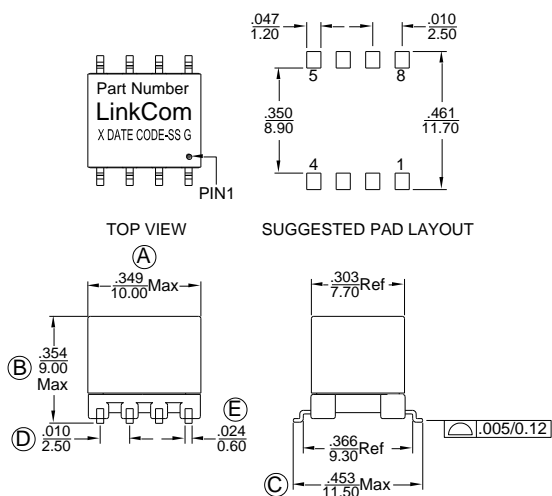 .047
1.20
.010
2.50
Part Number
LinkCom
X DATE CODE-SS G
PIN1
5
8
.350
8.90
.461
11.70
4
1
TOP VIEW
SUGGESTED PAD LAYOUT
A
.349
10.00 Max
.303
7.70 Ref
B
.354
9.00
Max
D
.010
2.50
E
.024
0.60
.366
9.30 Ref
C
.453
11.50 Max
.005/0.12